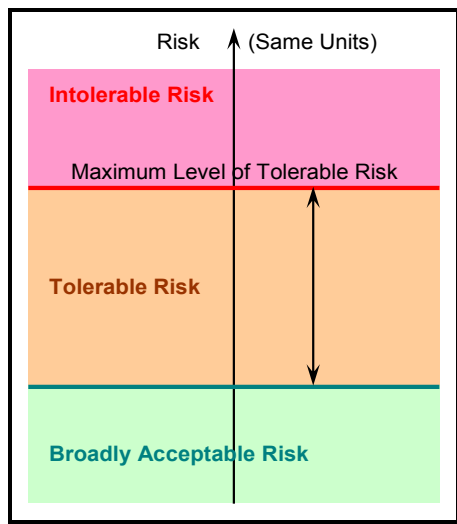 Risk (Same Units)
Intolerable Risk
Maximum Level of Tolerable Risk
Tolerable Risk
Broadly Acceptable Risk